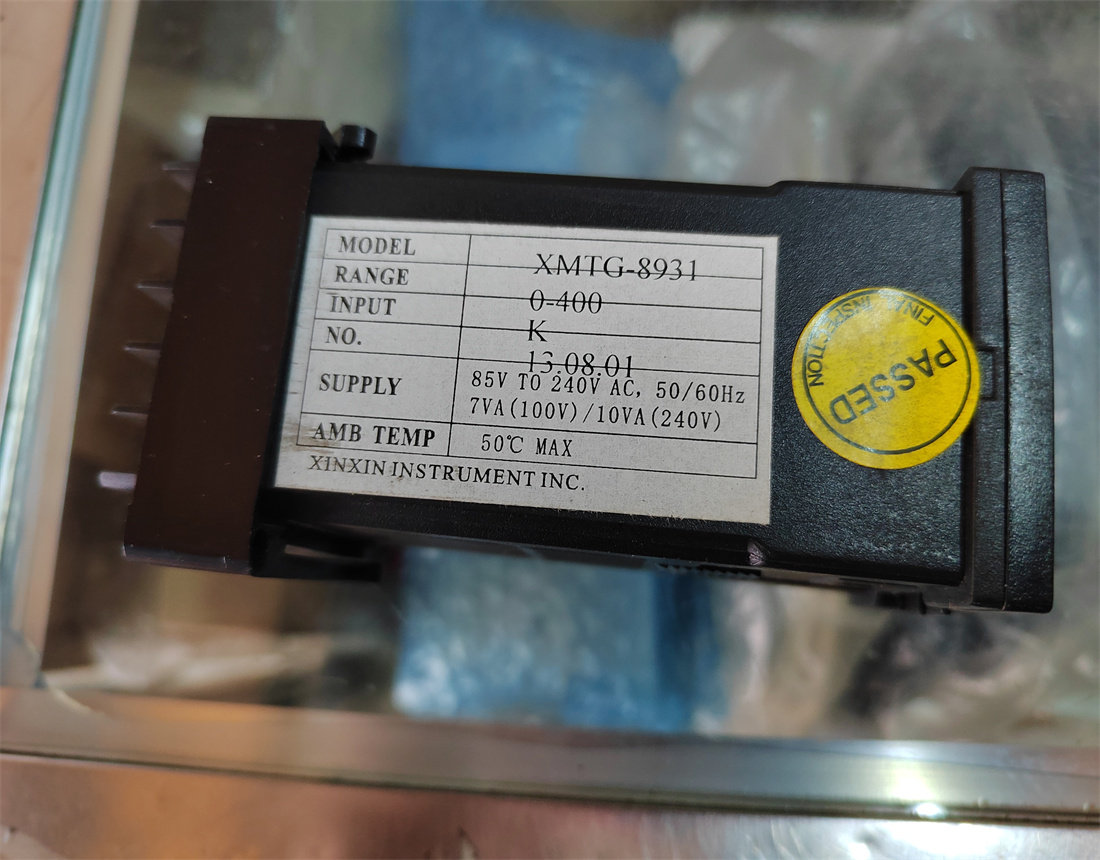 MODEL XMTG-8931
RANGE 0-400
INPUT K
NO. 13.08.01
SUPPLY 85V TO 240V AC, 50/60Hz
7VA(100V)/10VA(240V)
AMB TEMP 50℃ MAX
XINXIN INSTRUMENT INC.
FINAL INSPECTION
PASSED